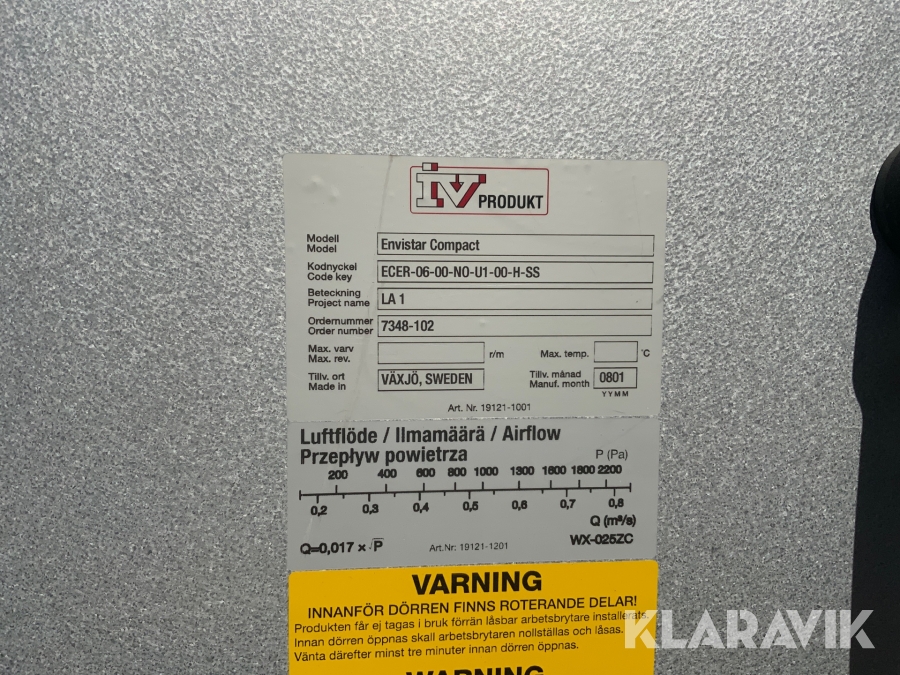 IV PRODUKT
Modell
Model
Envistar Compact
Kodnyckel
Code key
ECER-06-00-NO-U1-00-H-SS
Beteckning
Project name
LA 1
Ordernummer
Order number
7348-102
Max. varv
Max. rev.
r/m
Max. temp.
°C
Tillv. ort
Made in
VÄXJÖ, SWEDEN
Tillv. månad
Manuf. month
0801
YYMM
Art. Nr. 19121-1001
Luftflöde / Ilmamäärä / Airflow
Przepływ powietrza
P (Pa)
200 400 600 800 1000 1300 1600 1800 2200
0,2 0,3 0,4 0,5 0,6 0,7 0,8
Q (m³/s)
Q=0,017 × √P
Art.Nr: 19121-1201
WX-025ZC
VARNING
INNANFÖR DÖRREN FINNS ROTERANDE DELAR!
Produkten får ej tagas i bruk förrän låsbar arbetsbrytare installerats.
Innan dörren öppnas skall arbetsbrytaren nollställas och låsas.
Vänta därefter minst tre minuter innan dörren öppnas.
WARNING
KLARAVIK